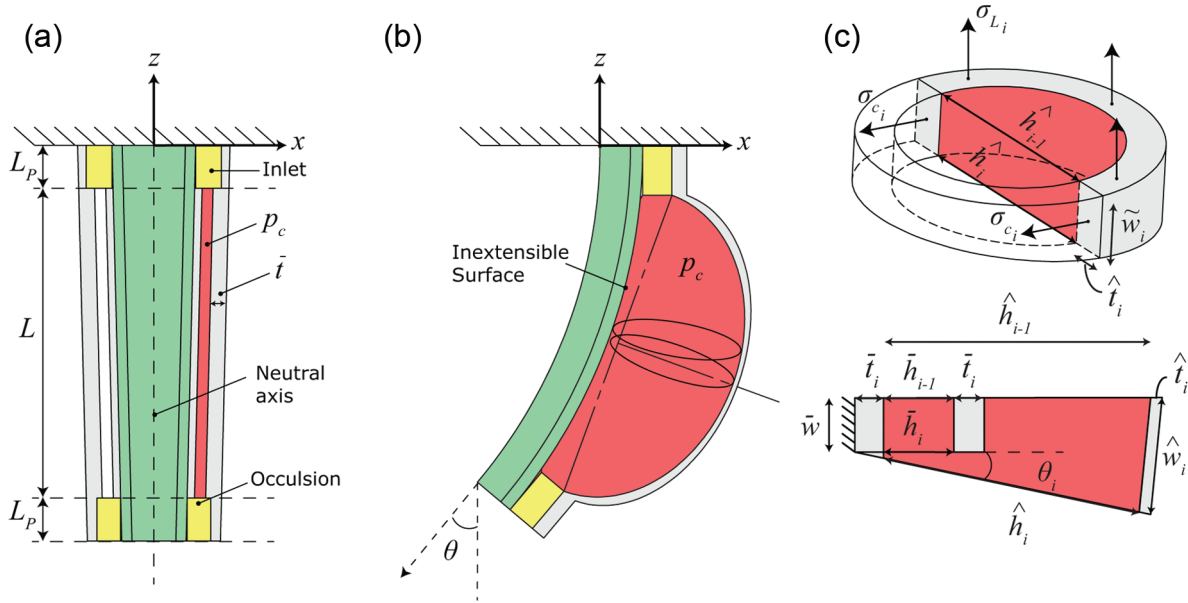 (a)
z
x
L_P
Inlet
p_c
t̄
L
Neutral
axis
Occulsion
L_P
(b)
z
x
Inextensible
Surface
p_c
θ
(c)
σ_{L_i}
σ_{c_i}
ĥ_{i-1}
ĥ_i
σ_{c_i}
w̃_i
t̂_i
ĥ_{i-1}
t̄_i h̄_{i-1} t̄_i
t̂_i
w̄
h̄_i
ŵ_i
θ_i
ĥ_i